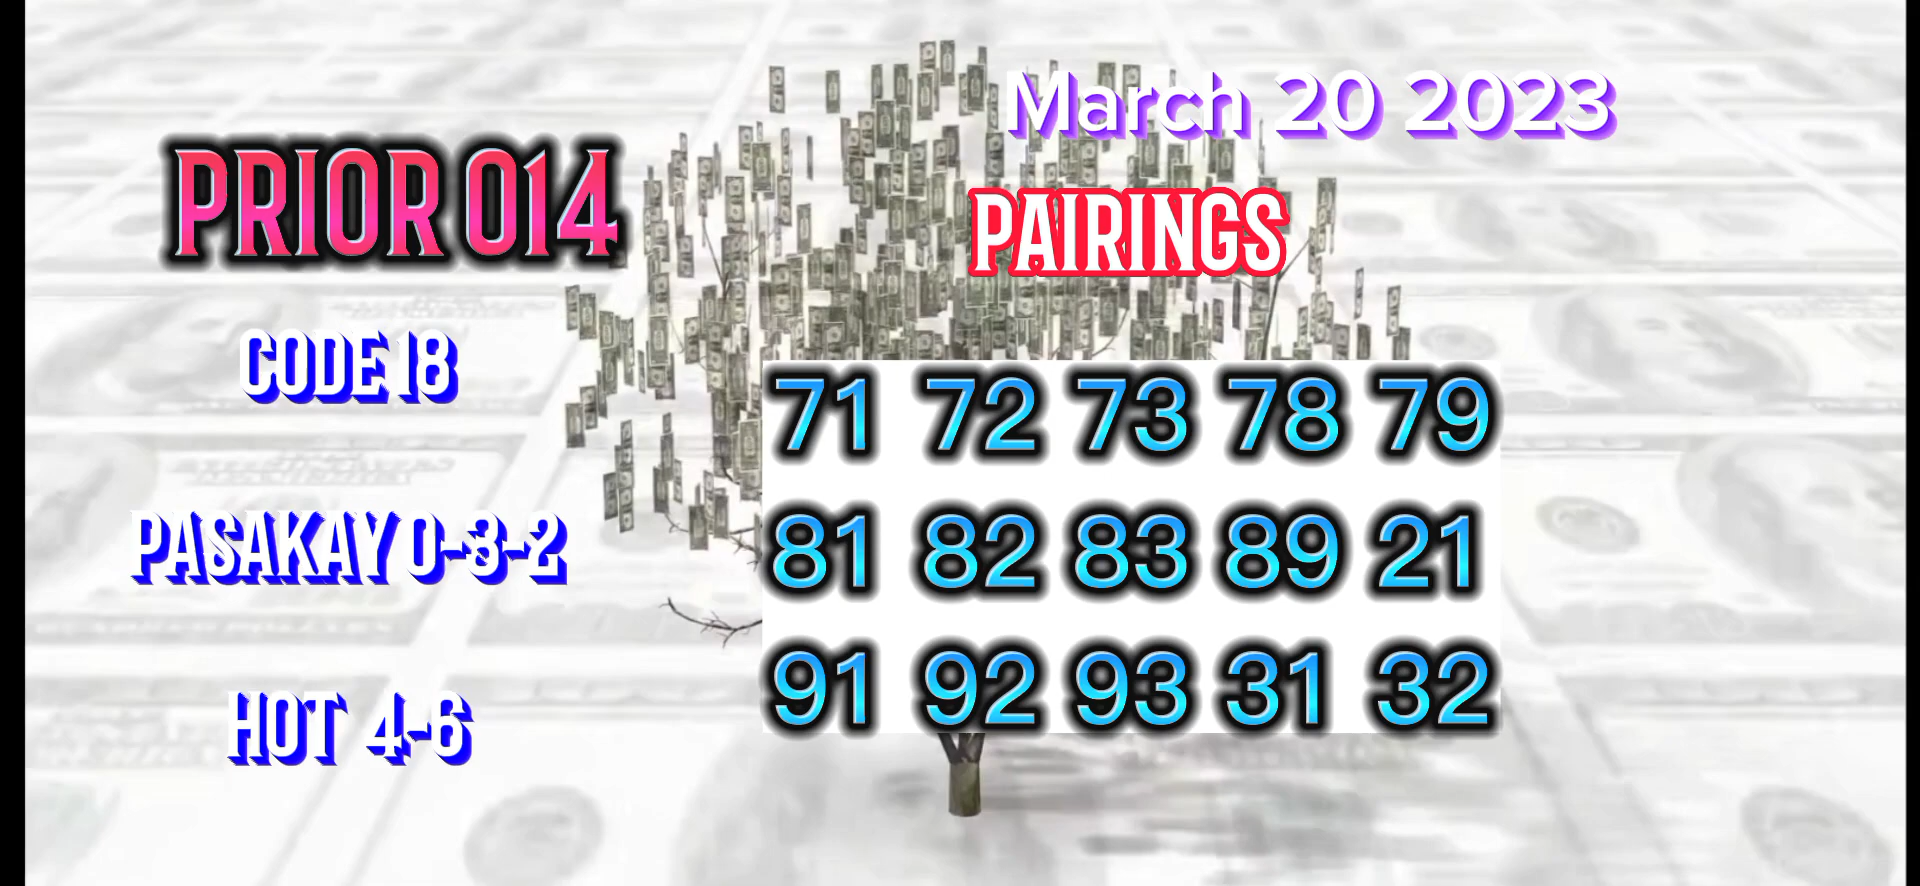 March 20 2023
PRIOR 014
PAIRINGS
CODE 18
71 72 73 78 79
PASAKAY 0-3-2
81 82 83 89 21
HOT 4-6
91 92 93 31 32